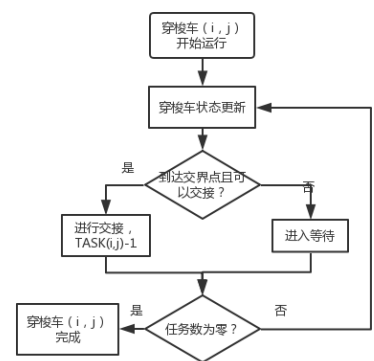 穿梭车（i，j）
开始运行
穿梭车状态更新
是
到达交界点且可
以交接？
否
进行交接，
TASK(i,j)-1
进入等待
穿梭车（i，j）
完成
是
任务数为零？
否